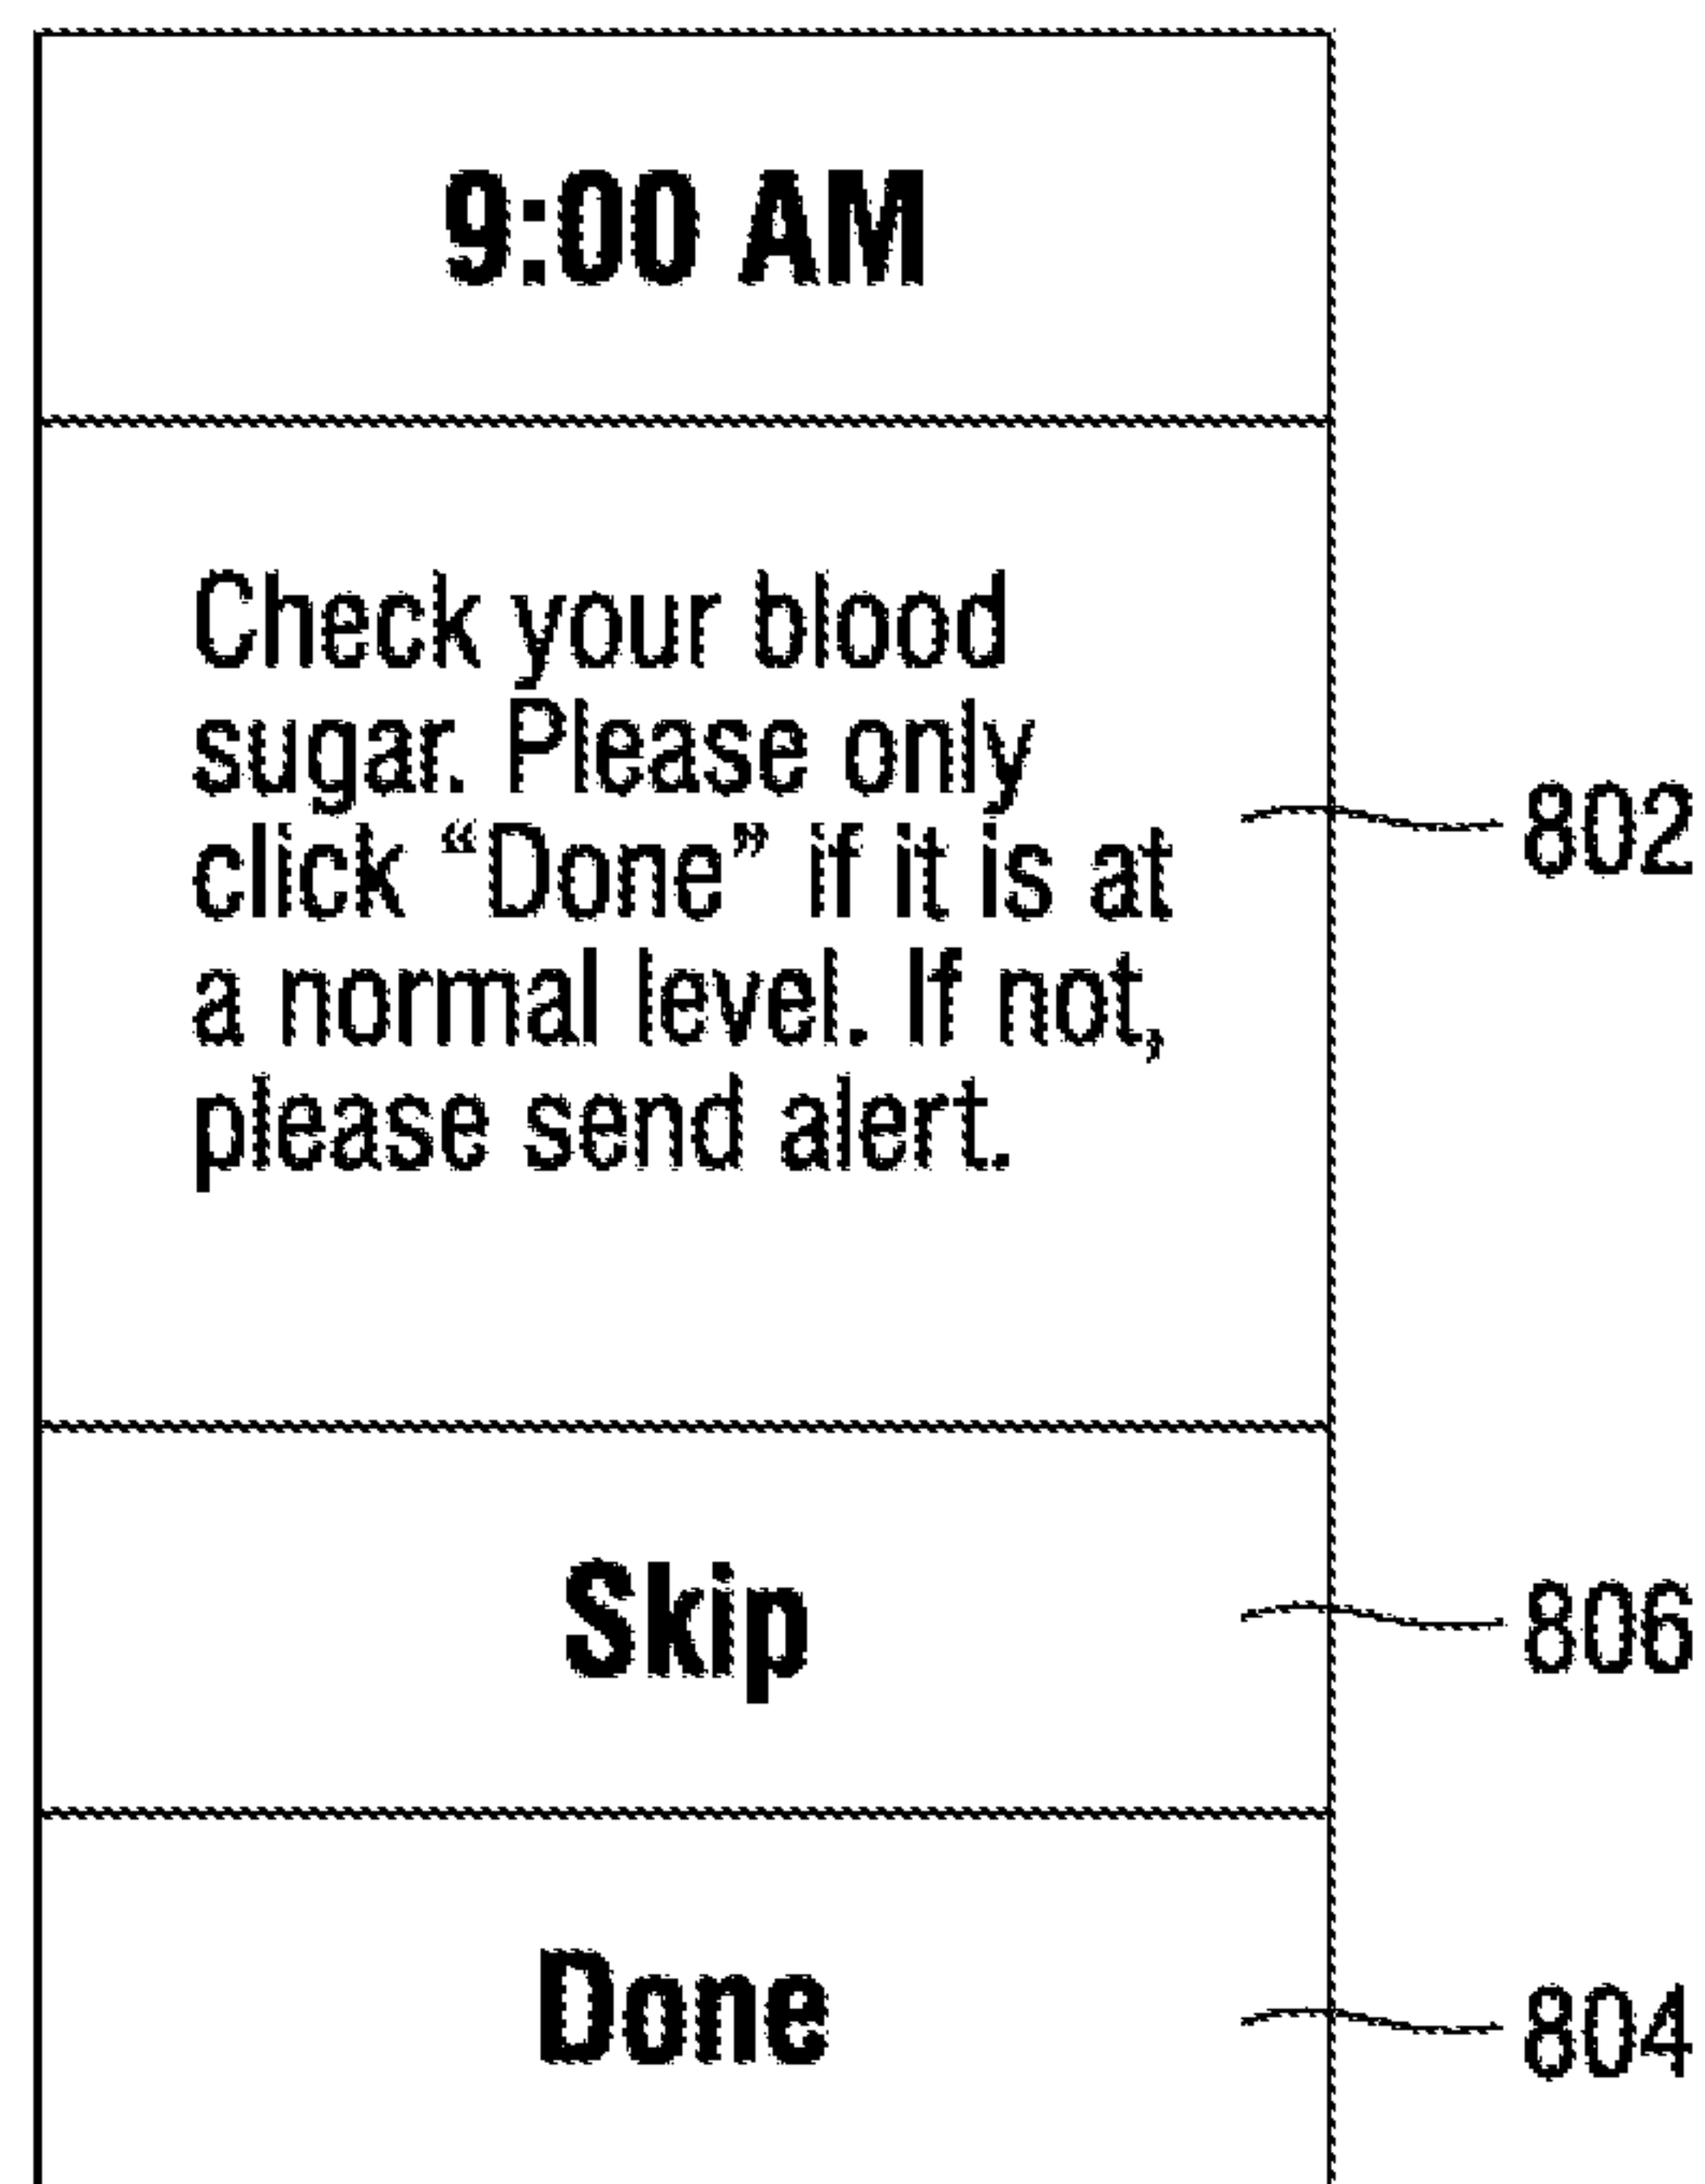 9:00 AM
Check your blood
sugar. Please only
click “Done” if it is at
a normal level. If not,
please send alert.
802
Skip
806
Done
804